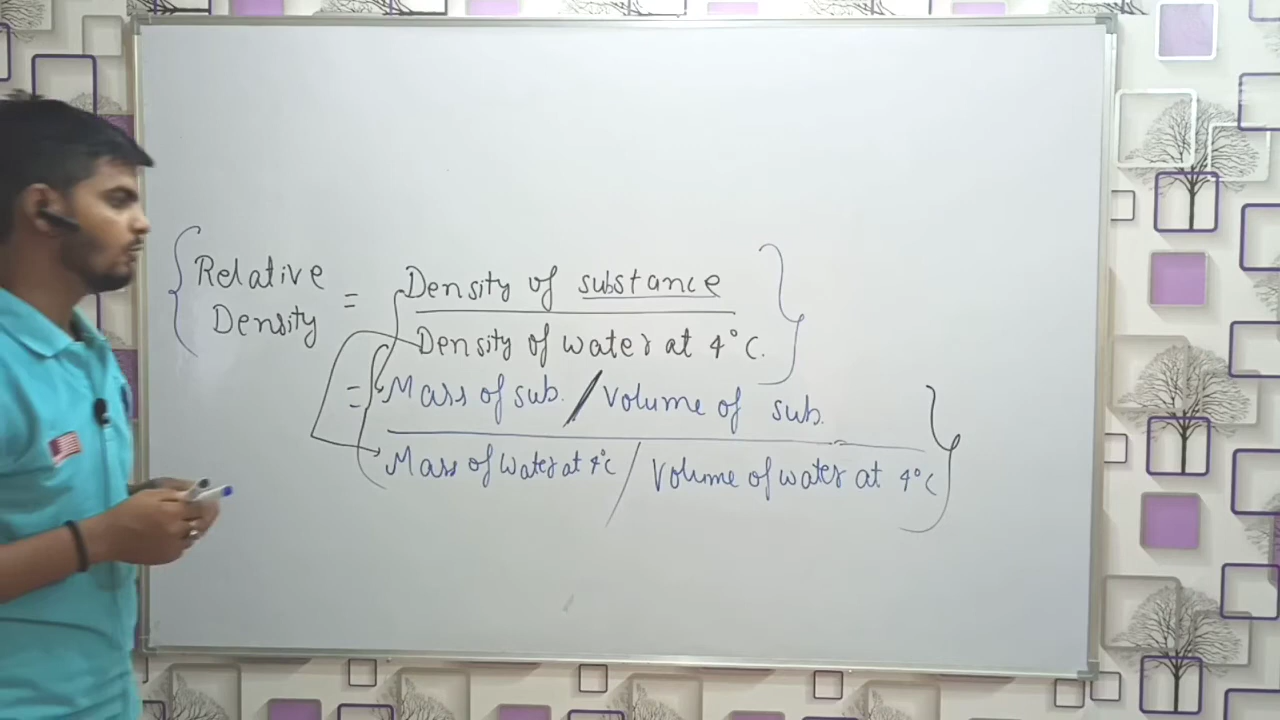 Relative
Density = Density of substance
Density of water at 4°C.
= Mass of sub. / Volume of sub.
Mass of water at 4°C / Volume of water at 4°C